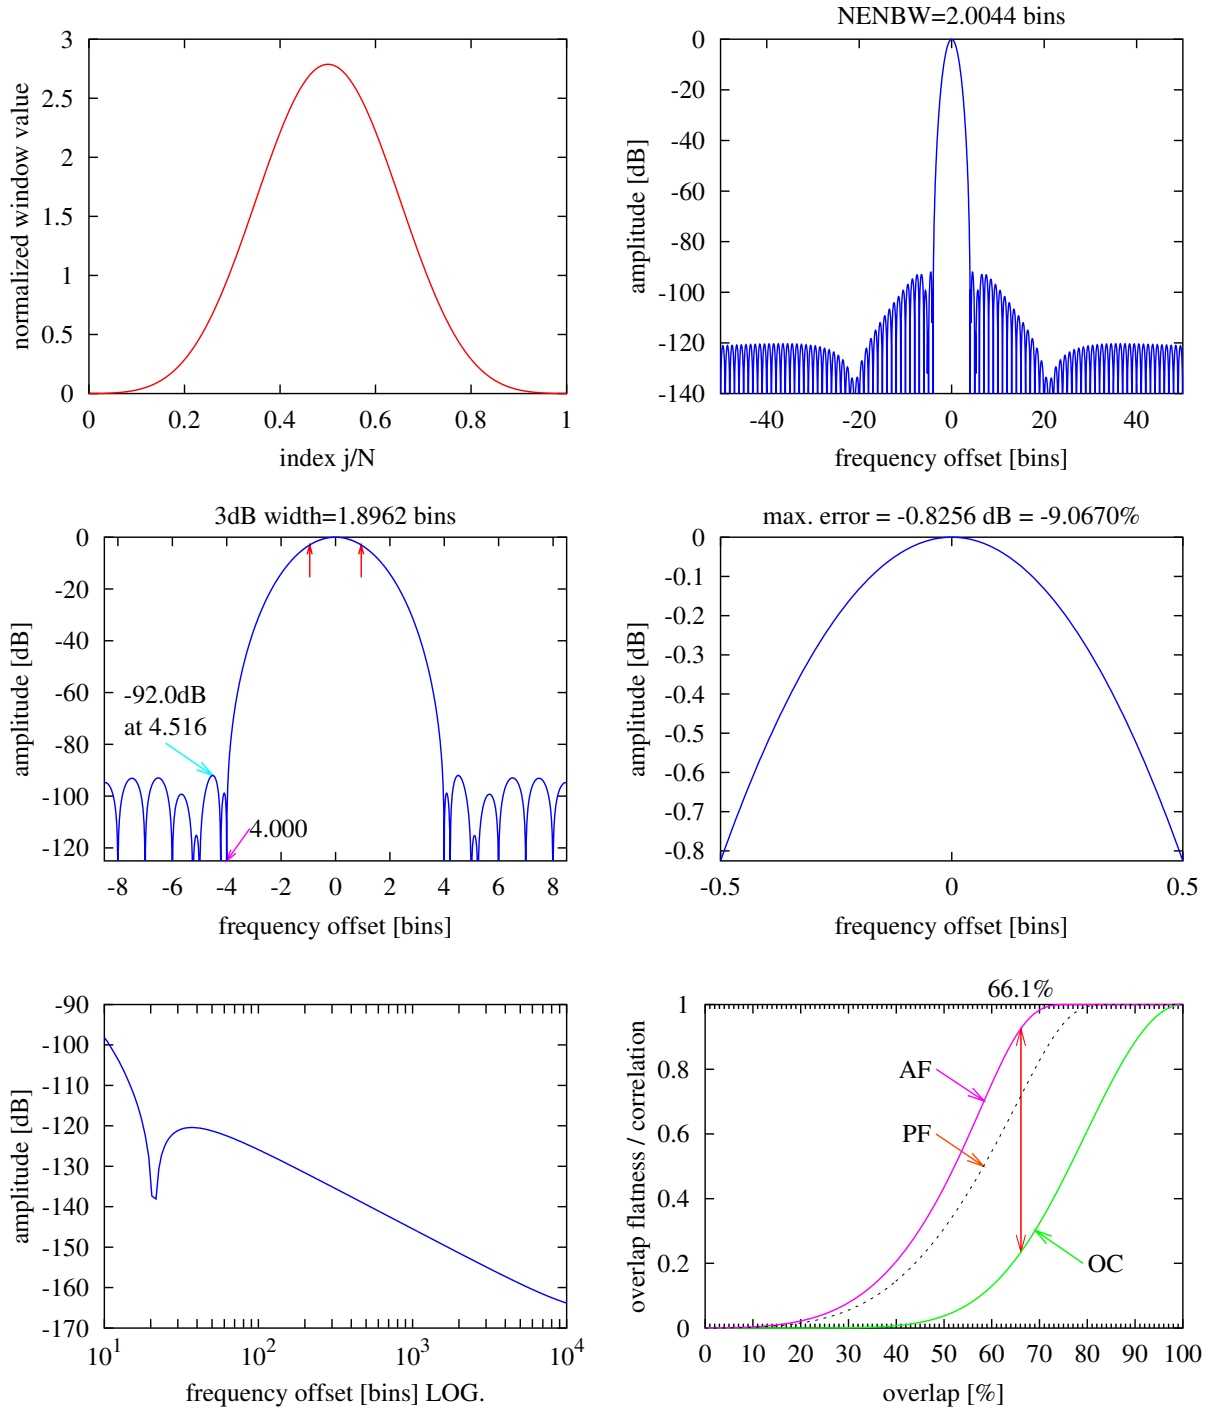 3
2.5
2
1.5
1
0.5
0
0 0.2 0.4 0.6 0.8 1
normalized window value
index j/N
NENBW=2.0044 bins
0
-20
-40
-60
-80
-100
-120
-140
-40 -20 0 20 40
amplitude [dB]
frequency offset [bins]
3dB width=1.8962 bins
0
-20
-40
-60
-80
-100
-120
-8 -6 -4 -2 0 2 4 6 8
amplitude [dB]
frequency offset [bins]
-92.0dB
at 4.516
4.000
max. error = -0.8256 dB = -9.0670%
0
-0.1
-0.2
-0.3
-0.4
-0.5
-0.6
-0.7
-0.8
-0.5 0 0.5
amplitude [dB]
frequency offset [bins]
-90
-100
-110
-120
-130
-140
-150
-160
-170
10^1 10^2 10^3 10^4
amplitude [dB]
frequency offset [bins] LOG.
66.1%
1
0.8
0.6
0.4
0.2
0
0 10 20 30 40 50 60 70 80 90 100
overlap flatness / correlation
overlap [%]
AF
PF
OC